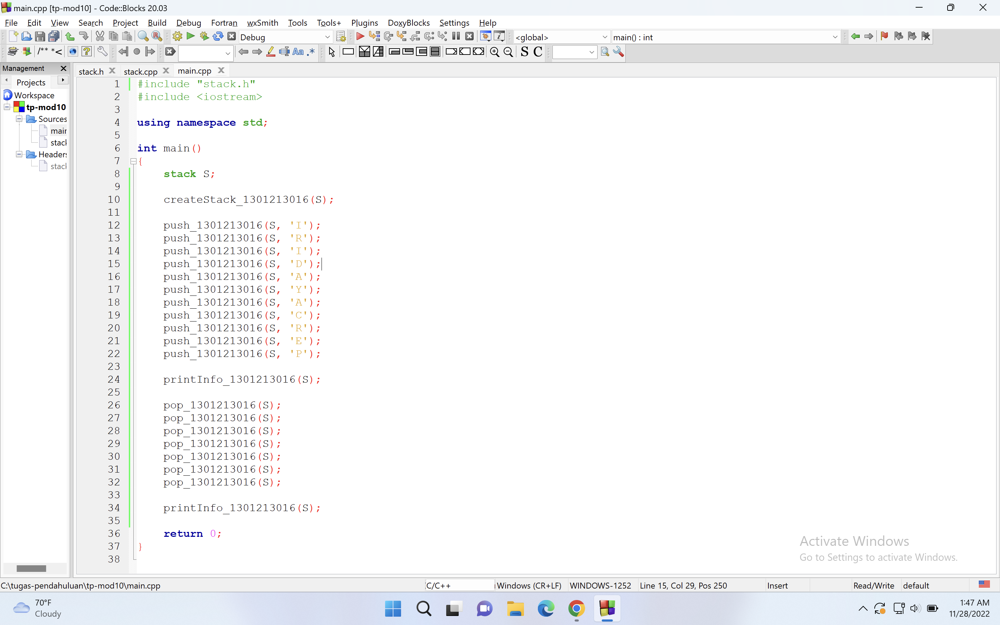 main.cpp [tp-mod10] - Code::Blocks 20.03
File Edit View Search Project Build Debug Fortran wxSmith Tools Tools+ Plugins DoxyBlocks Settings Help
Debug <global> main() : int
/** *< Aa .* S C
Management
stack.h stack.cpp main.cpp
Projects
Workspace
tp-mod10
Sources
Headers
1 #include "stack.h"
2 #include <iostream>
3
4 using namespace std;
5
6 int main()
7 {
8 stack S;
9
10 createStack_1301213016(S);
11
12 push_1301213016(S, 'I');
13 push_1301213016(S, 'R');
14 push_1301213016(S, 'I');
15 push_1301213016(S, 'D');
16 push_1301213016(S, 'A');
17 push_1301213016(S, 'Y');
18 push_1301213016(S, 'A');
19 push_1301213016(S, 'C');
20 push_1301213016(S, 'R');
21 push_1301213016(S, 'E');
22 push_1301213016(S, 'P');
23
24 printInfo_1301213016(S);
25
26 pop_1301213016(S);
27 pop_1301213016(S);
28 pop_1301213016(S);
29 pop_1301213016(S);
30 pop_1301213016(S);
31 pop_1301213016(S);
32 pop_1301213016(S);
33
34 printInfo_1301213016(S);
35
36 return 0;
37 }
38
Activate Windows
Go to Settings to activate Windows.
C:\tugas-pendahuluan\tp-mod10\main.cpp C/C++ Windows (CR+LF) WINDOWS-1252 Line 15, Col 29, Pos 250 Insert Read/Write default
70°F
Cloudy
1:47 AM
11/28/2022